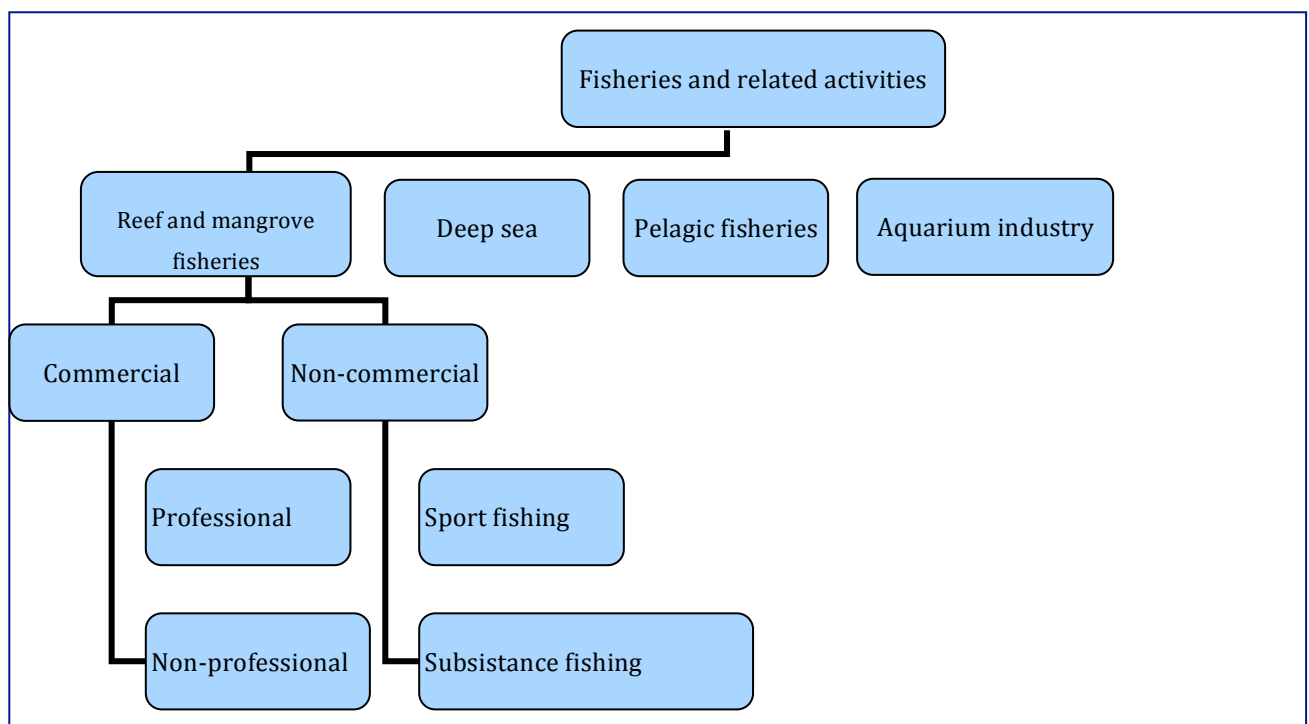 Fisheries and related activities
Reef and mangrove
fisheries
Deep sea
Pelagic fisheries
Aquarium industry
Commercial
Non-commercial
Professional
Sport fishing
Non-professional
Subsistance fishing